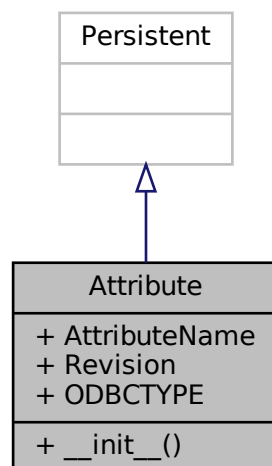 Persistent
Attribute
+ AttributeName
+ Revision
+ ODBCTYPE
+ __init__()